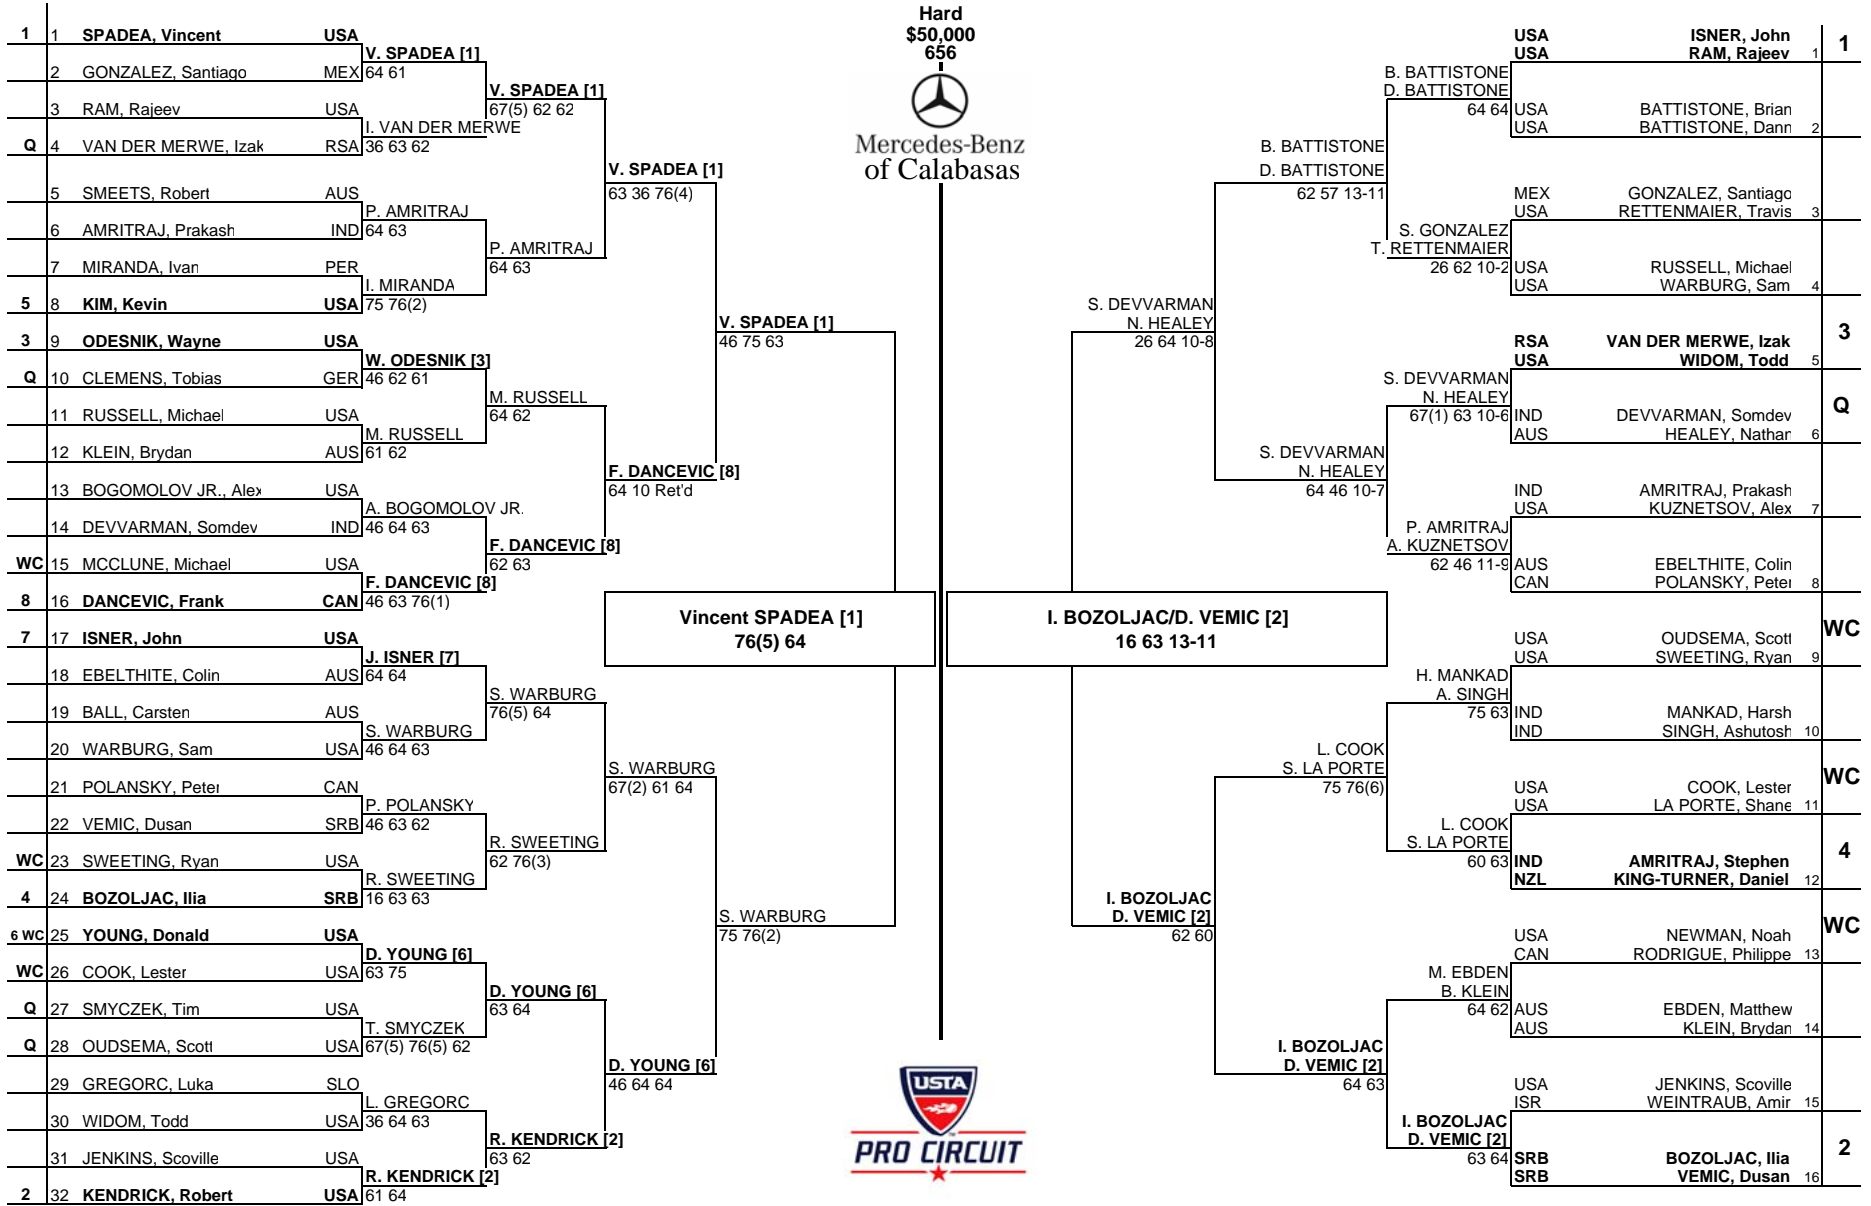 Hard
$50,000
656
Mercedes-Benz
of Calabasas
1 1 SPADEA, Vincent USA
2 GONZALEZ, Santiago MEX
3 RAM, Rajeev USA
Q 4 VAN DER MERWE, Izak RSA
5 SMEETS, Robert AUS
6 AMRITRAJ, Prakash IND
7 MIRANDA, Ivan PER
5 8 KIM, Kevin USA
3 9 ODESNIK, Wayne USA
Q 10 CLEMENS, Tobias GER
11 RUSSELL, Michael USA
12 KLEIN, Brydan AUS
13 BOGOMOLOV JR., Alex USA
14 DEVVARMAN, Somdev IND
WC 15 MCCLUNE, Michael USA
8 16 DANCEVIC, Frank CAN
7 17 ISNER, John USA
18 EBELTHITE, Colin AUS
19 BALL, Carsten AUS
20 WARBURG, Sam USA
21 POLANSKY, Peter CAN
22 VEMIC, Dusan SRB
WC 23 SWEETING, Ryan USA
4 24 BOZOLJAC, Ilia SRB
6 WC 25 YOUNG, Donald USA
WC 26 COOK, Lester USA
Q 27 SMYCZEK, Tim USA
Q 28 OUDSEMA, Scott USA
29 GREGORC, Luka SLO
30 WIDOM, Todd USA
31 JENKINS, Scoville USA
2 32 KENDRICK, Robert USA
V. SPADEA [1]
64 61
I. VAN DER MERWE
36 63 62
P. AMRITRAJ
64 63
I. MIRANDA
75 76(2)
W. ODESNIK [3]
46 62 61
M. RUSSELL
61 62
A. BOGOMOLOV JR.
46 64 63
F. DANCEVIC [8]
46 63 76(1)
J. ISNER [7]
64 64
S. WARBURG
46 64 63
P. POLANSKY
46 63 62
R. SWEETING
16 63 63
D. YOUNG [6]
63 75
T. SMYCZEK
67(5) 76(5) 62
L. GREGORC
36 64 63
R. KENDRICK [2]
61 64
V. SPADEA [1]
67(5) 62 62
P. AMRITRAJ
64 63
M. RUSSELL
64 62
F. DANCEVIC [8]
62 63
S. WARBURG
76(5) 64
R. SWEETING
62 76(3)
D. YOUNG [6]
63 64
R. KENDRICK [2]
63 62
V. SPADEA [1]
63 36 76(4)
F. DANCEVIC [8]
64 10 Ret'd
S. WARBURG
67(2) 61 64
D. YOUNG [6]
46 64 64
V. SPADEA [1]
46 75 63
S. WARBURG
75 76(2)
Vincent SPADEA [1]
76(5) 64
I. BOZOLJAC/D. VEMIC [2]
16 63 13-11
S. DEVVARMAN
N. HEALEY
26 64 10-8
I. BOZOLJAC
D. VEMIC [2]
62 60
B. BATTISTONE
D. BATTISTONE
62 57 13-11
S. DEVVARMAN
N. HEALEY
64 46 10-7
L. COOK
S. LA PORTE
75 76(6)
I. BOZOLJAC
D. VEMIC [2]
64 63
B. BATTISTONE
D. BATTISTONE
64 64
S. GONZALEZ
T. RETTENMAIER
26 62 10-2
S. DEVVARMAN
N. HEALEY
67(1) 63 10-6
P. AMRITRAJ
A. KUZNETSOV
62 46 11-9
H. MANKAD
A. SINGH
75 63
L. COOK
S. LA PORTE
60 63
M. EBDEN
B. KLEIN
64 62
I. BOZOLJAC
D. VEMIC [2]
63 64
USA ISNER, John 1
USA RAM, Rajeev 1
USA BATTISTONE, Brian
USA BATTISTONE, Dann 2
MEX GONZALEZ, Santiago
USA RETTENMAIER, Travis 3
USA RUSSELL, Michael
USA WARBURG, Sam 4
RSA VAN DER MERWE, Izak 3
USA WIDOM, Todd 5
IND DEVVARMAN, Somdev Q
AUS HEALEY, Nathan 6
IND AMRITRAJ, Prakash
USA KUZNETSOV, Alex 7
AUS EBELTHITE, Colin
CAN POLANSKY, Peter 8
USA OUDSEMA, Scott WC
USA SWEETING, Ryan 9
IND MANKAD, Harsh
IND SINGH, Ashutosh 10
USA COOK, Lester WC
USA LA PORTE, Shane 11
IND AMRITRAJ, Stephen 4
NZL KING-TURNER, Daniel 12
USA NEWMAN, Noah WC
CAN RODRIGUE, Philippe 13
AUS EBDEN, Matthew
AUS KLEIN, Brydan 14
USA JENKINS, Scoville
ISR WEINTRAUB, Amir 15
SRB BOZOLJAC, Ilia 2
SRB VEMIC, Dusan 16
USTA
PRO CIRCUIT